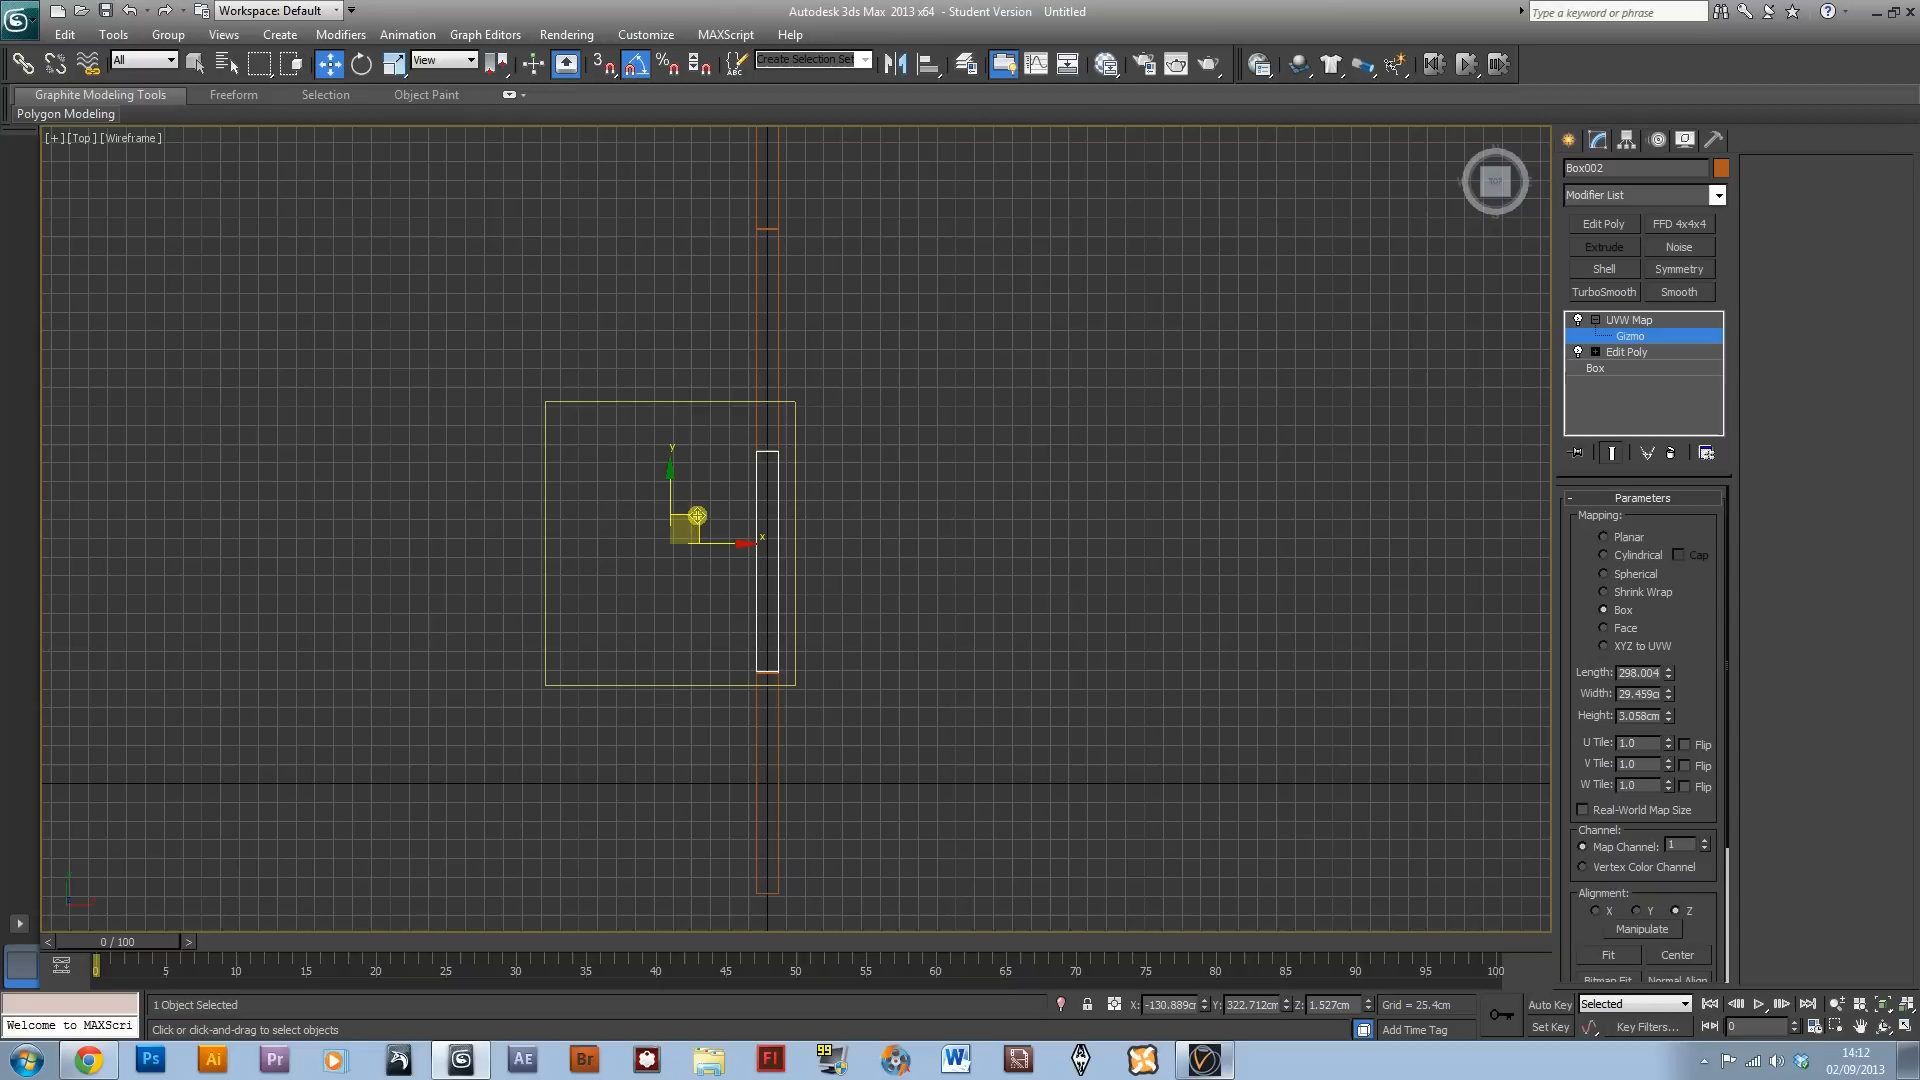 Workspace: Default
Autodesk 3ds Max 2013 x64 - Student Version Untitled
Type a keyword or phrase
Edit Tools Group Views Create Modifiers Animation Graph Editors Rendering Customize MAXScript Help
All
View
3
Create Selection Set
Graphite Modeling Tools Freeform Selection Object Paint
Polygon Modeling
[+] [Top] [Wireframe]
TOP
Box002
Modifier List
Edit Poly FFD 4x4x4
Extrude Noise
Shell Symmetry
TurboSmooth Smooth
UVW Map
Gizmo
Edit Poly
Box
y
x
Parameters
Mapping:
Planar
Cylindrical Cap
Spherical
Shrink Wrap
Box
Face
XYZ to UVW
Length: 298.004
Width: 29.459c
Height: 3.058cm
U Tile: 1.0 Flip
V Tile: 1.0 Flip
W Tile: 1.0 Flip
Real-World Map Size
Channel:
Map Channel: 1
Vertex Color Channel
Alignment:
X Y Z
Manipulate
Fit Center
Bitmap Fit Normal Align
< 0 / 100 >
0 5 10 15 20 25 30 35 40 45 50 55 60 65 70 75 80 85 90 95 100
1 Object Selected
X: -130.889cr Y: 322.712cm Z: 1.527cm Grid = 25.4cm
Auto Key Selected
Welcome to MAXScri
Click or click-and-drag to select objects
Add Time Tag
Set Key Key Filters...
0
Ps Ai Pr AE Br Fl 99 W
14:12
02/09/2013